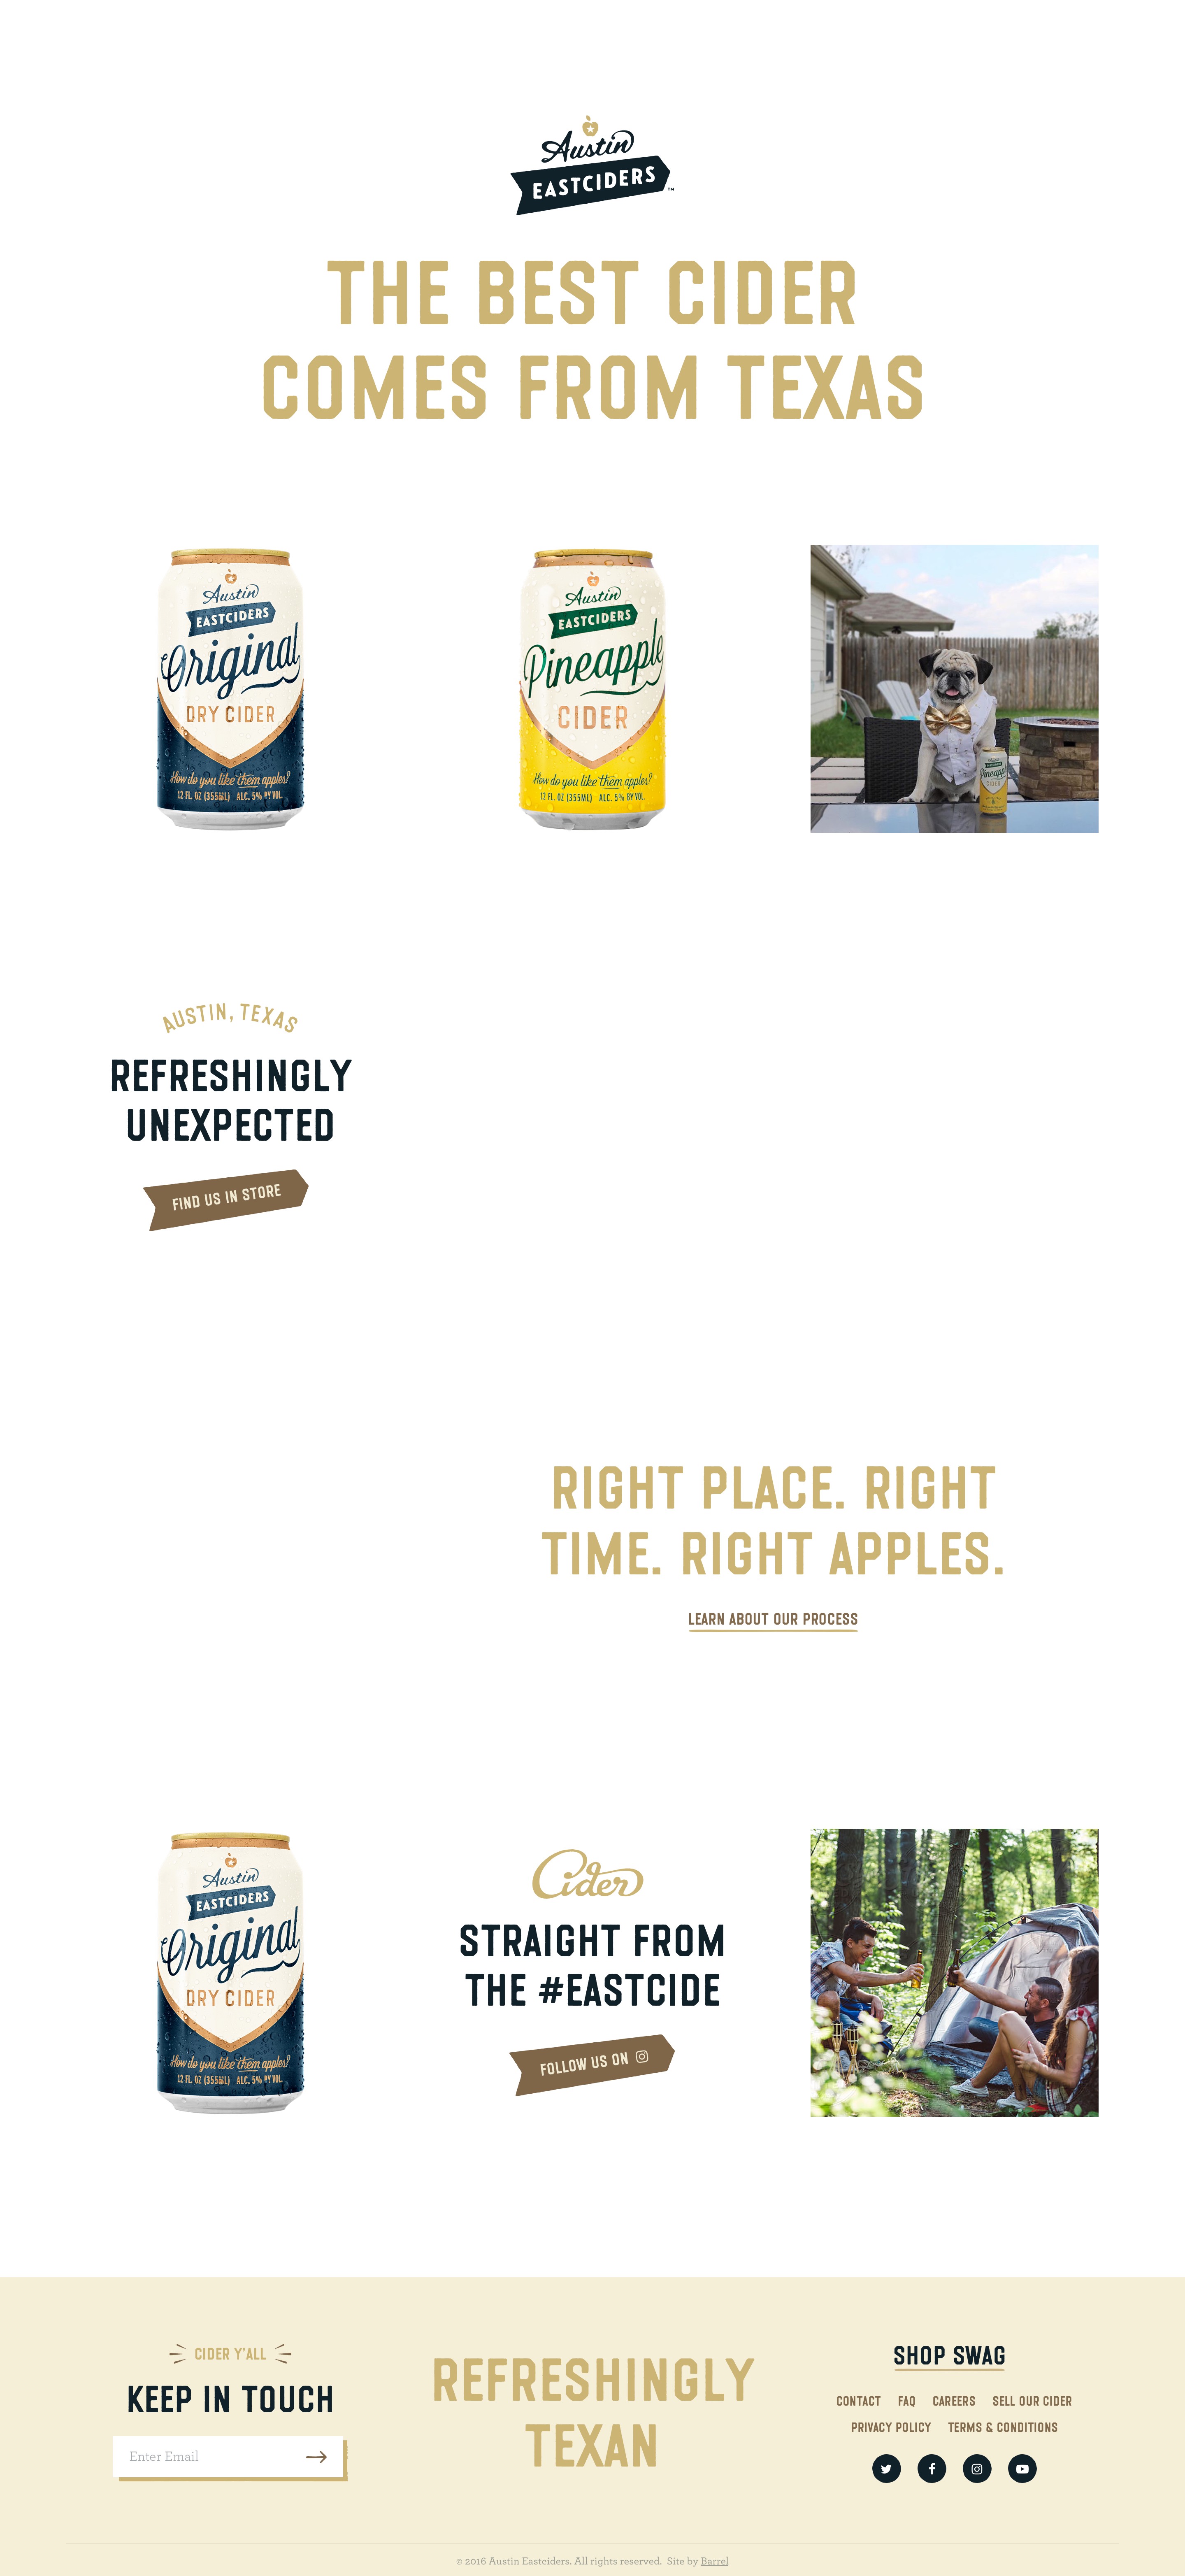 Austin
EASTCIDERS
TM
THE BEST CIDER
COMES FROM TEXAS
Austin
EASTCIDERS
Original
DRY CIDER
How do you like them apples?
12 FL. OZ (355ML) ALC. 5% BY VOL.
Austin
EASTCIDERS
Pineapple
CIDER
How do you like them apples?
12 FL. OZ (355ML) ALC. 5% BY VOL.
Pineapple
CIDER
AUSTIN, TEXAS
REFRESHINGLY
UNEXPECTED
FIND US IN STORE
RIGHT PLACE. RIGHT
TIME. RIGHT APPLES.
LEARN ABOUT OUR PROCESS
Austin
EASTCIDERS
Original
DRY CIDER
How do you like them apples?
12 FL. OZ (355ML) ALC. 5% BY VOL.
Cider
STRAIGHT FROM
THE #EASTCIDE
FOLLOW US ON
CIDER Y'ALL
KEEP IN TOUCH
Enter Email
REFRESHINGLY
TEXAN
SHOP SWAG
CONTACT FAQ CAREERS SELL OUR CIDER
PRIVACY POLICY TERMS & CONDITIONS
© 2016 Austin Eastciders. All rights reserved. Site by Barrel